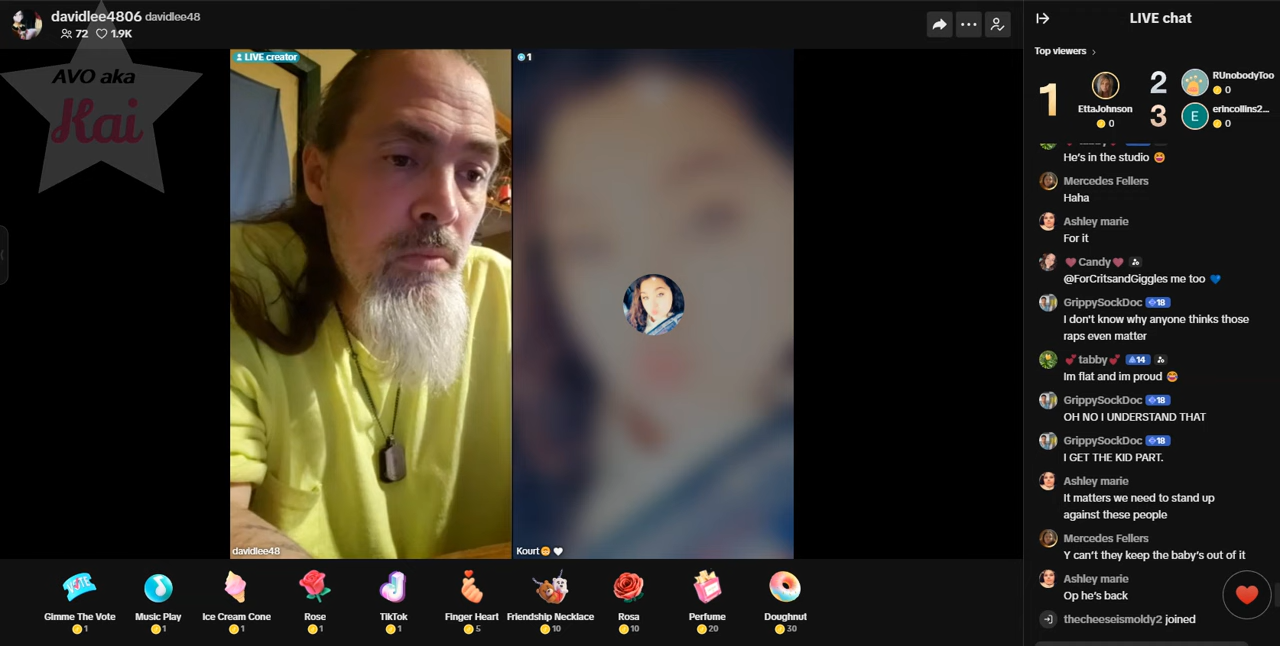 davidlee4806 davidlee48
72 1.9K
AVO aka
Kai
LIVE creator
1
davidlee48
Kourt
Gimme The Vote
1
Music Play
1
Ice Cream Cone
1
Rose
1
TikTok
1
Finger Heart
5
Friendship Necklace
10
Rosa
10
Perfume
20
Doughnut
30
LIVE chat
Top viewers
1
EttaJohnson
0
2
RUnobodyToo
0
3
E
erincollins2...
0
He's in the studio
Mercedes Fellers
Haha
Ashley marie
For it
Candy
@ForCritsandGiggles me too
GrippySockDoc 18
I don't know why anyone thinks those
raps even matter
tabby 14
Im flat and im proud
GrippySockDoc 18
OH NO I UNDERSTAND THAT
GrippySockDoc 18
I GET THE KID PART.
Ashley marie
It matters we need to stand up
against these people
Mercedes Fellers
Y can't they keep the baby's out of it
Ashley marie
Op he's back
thecheeseismoldy2 joined